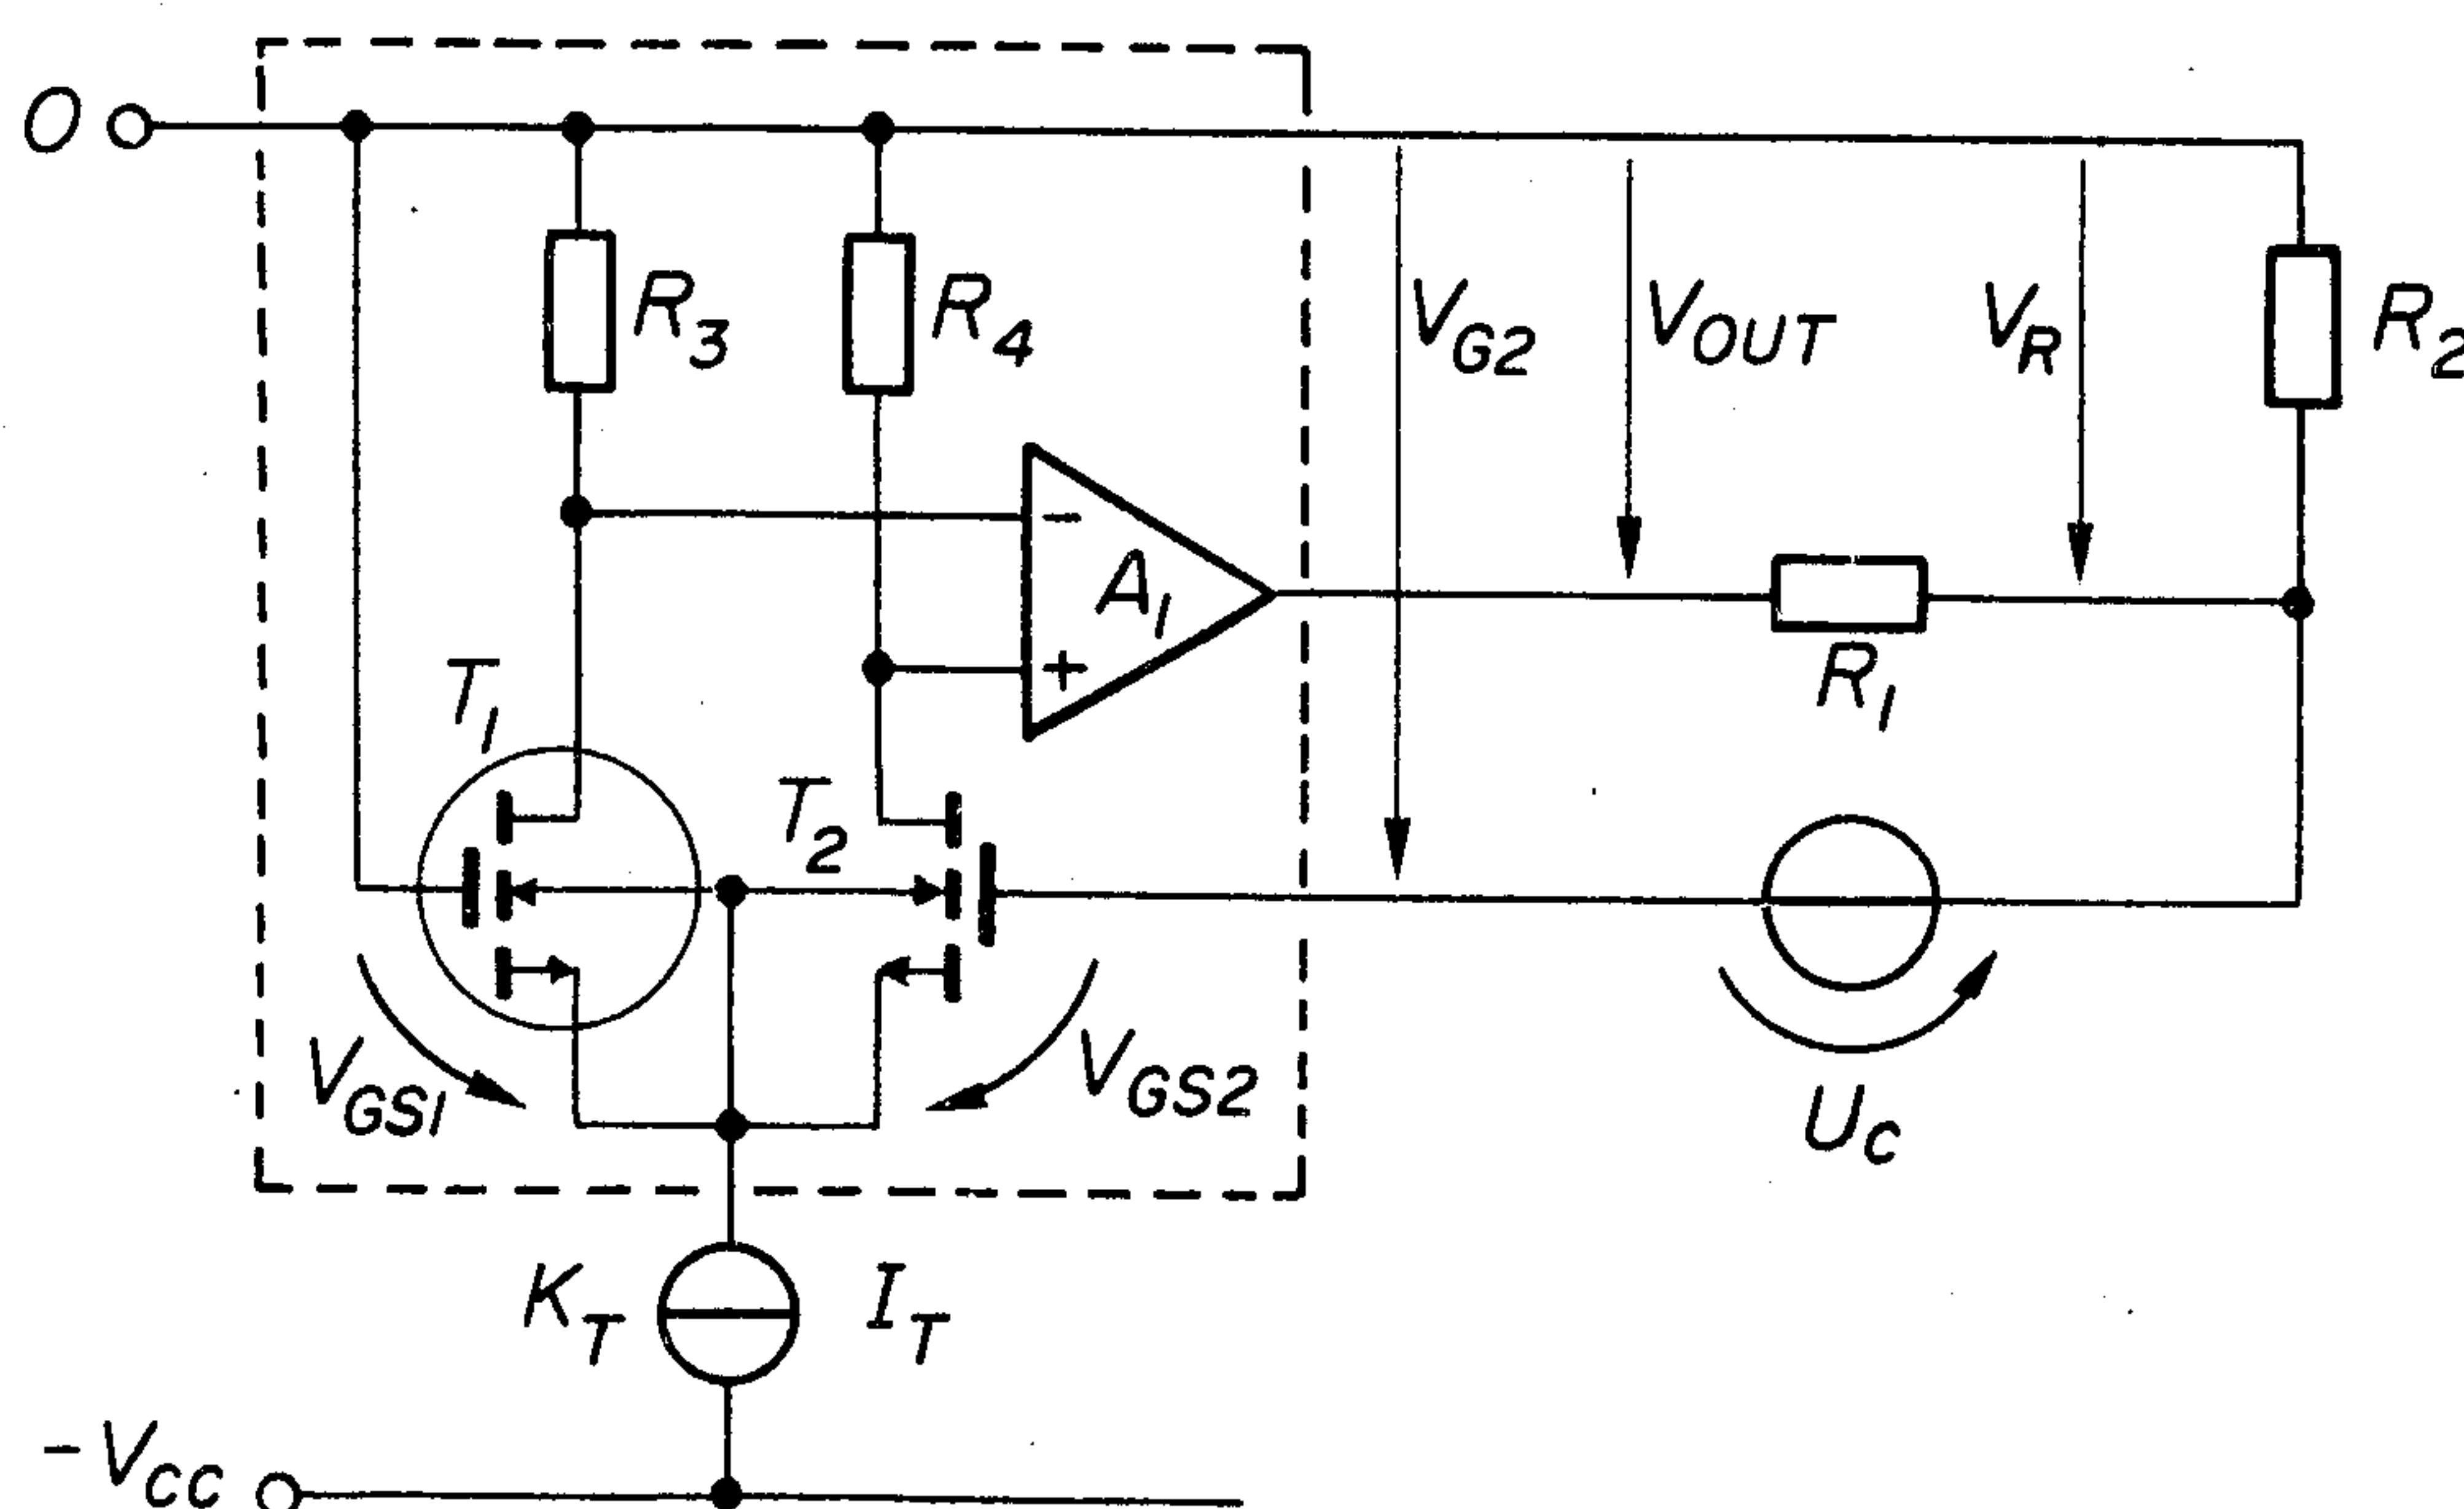 O
R3
R4
VG2
VOUT
VR
R2
-
A1
+
R1
T1
T2
VGS1
VGS2
UC
KT
IT
-VCC